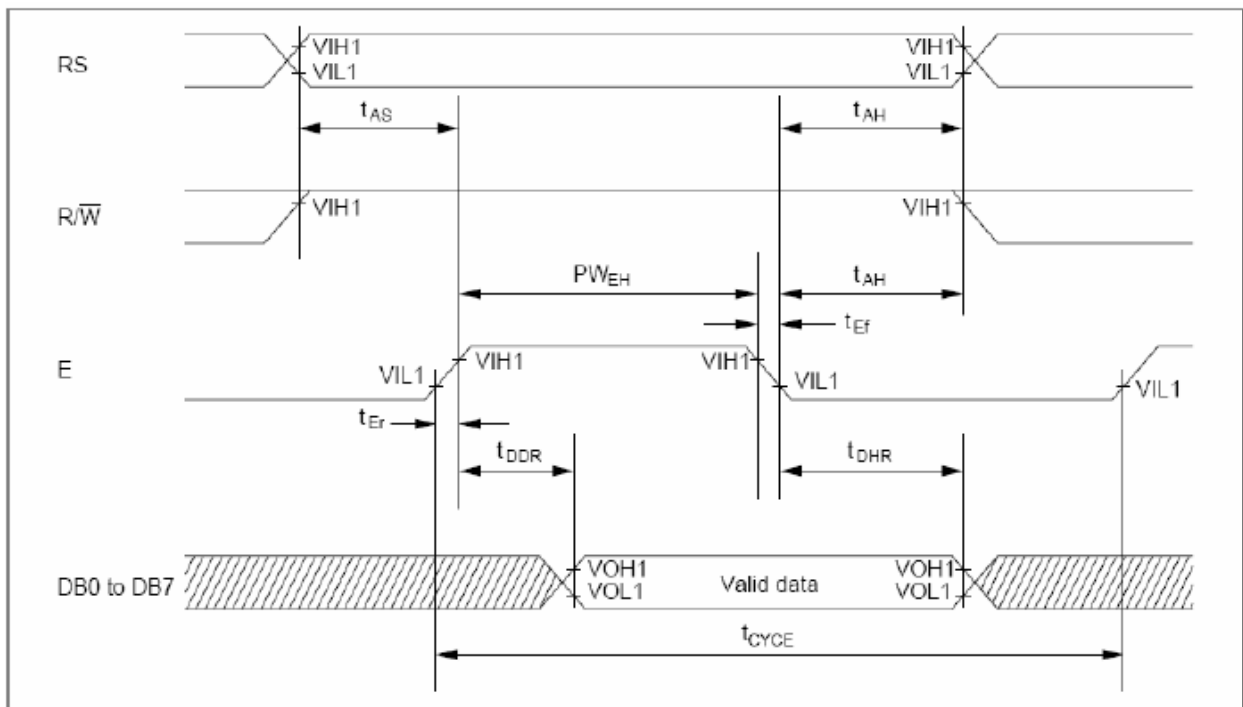 RS
VIH1
VIL1
VIH1
VIL1
tAS
tAH
R/W̅
VIH1
VIH1
PWEH
tAH
tEf
E
VIL1
VIH1
VIH1
VIL1
VIL1
tEr
tDDR
tDHR
DB0 to DB7
VOH1
VOL1
Valid data
VOH1
VOL1
tCYCE